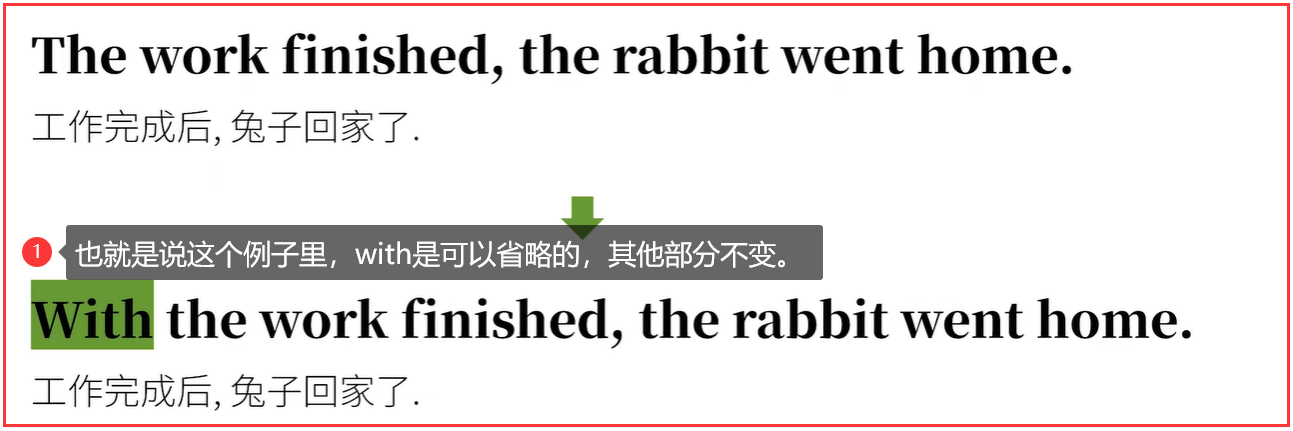 The work finished, the rabbit went home.
工作完成后, 兔子回家了.
1 也就是说这个例子里，with是可以省略的，其他部分不变。
With the work finished, the rabbit went home.
工作完成后, 兔子回家了.